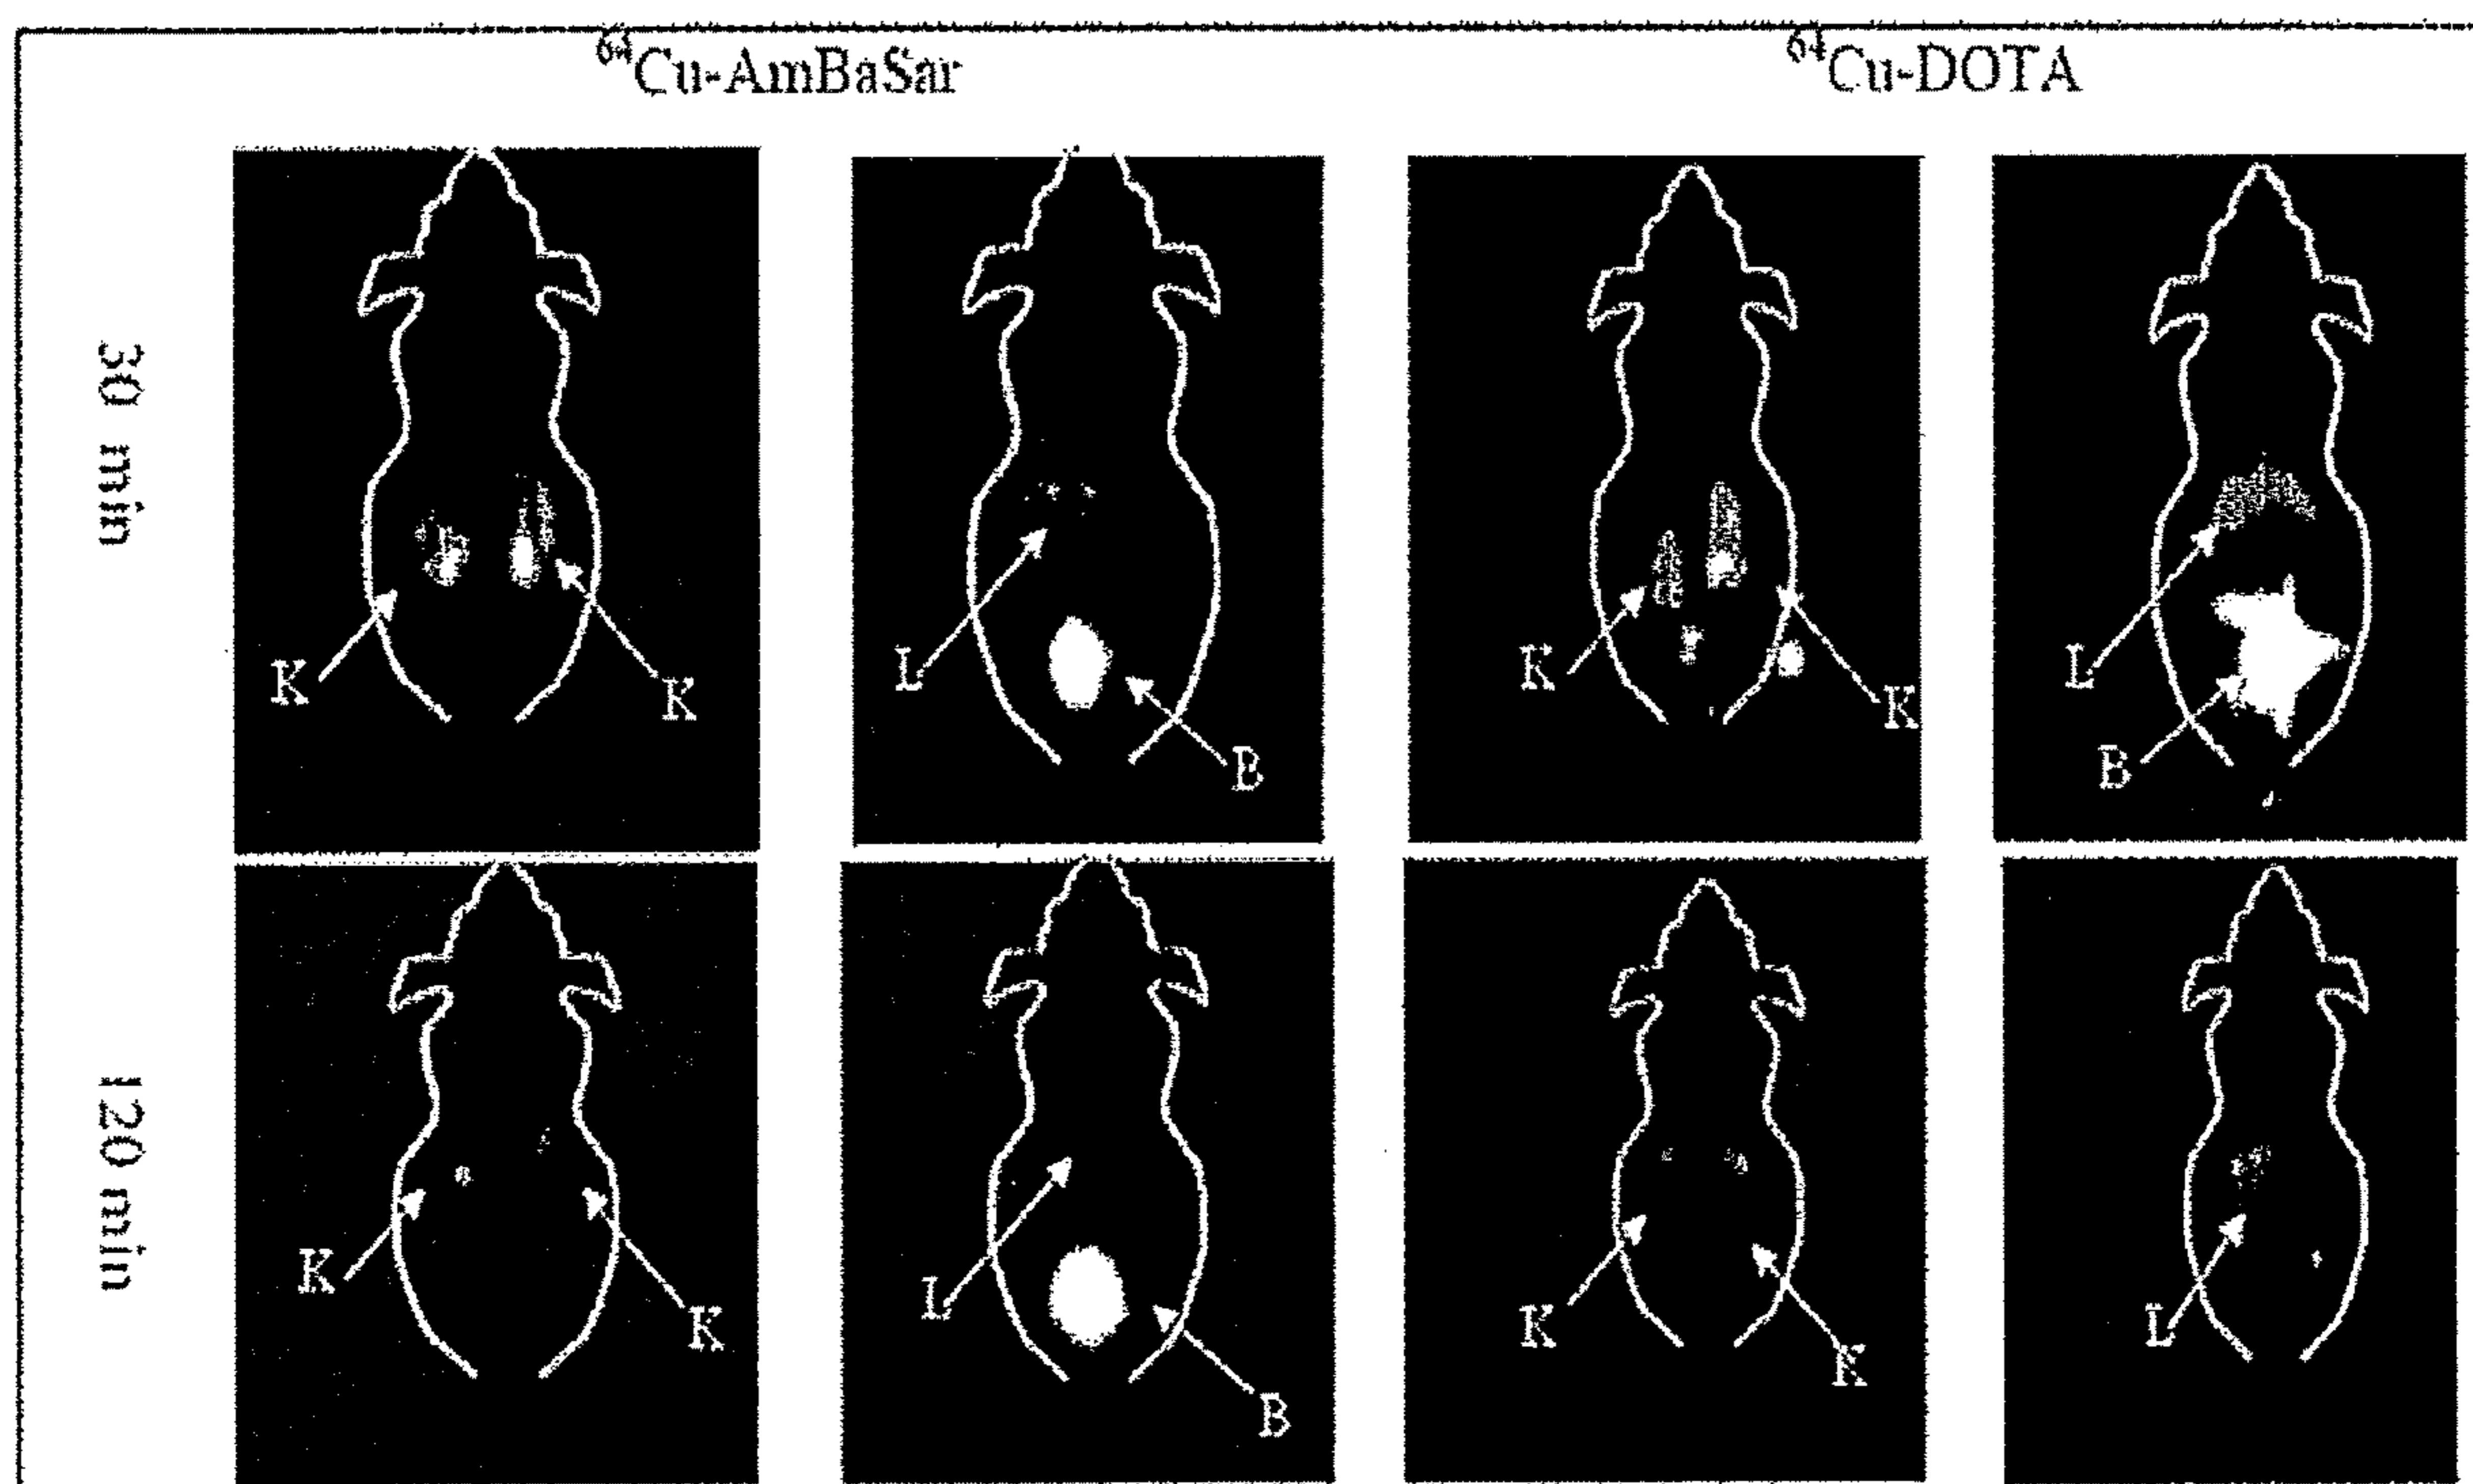 ⁶⁴Cu-AmBaSar ⁶⁴Cu-DOTA
30 min
K K L B K K L B
120 min
K K L B K K L